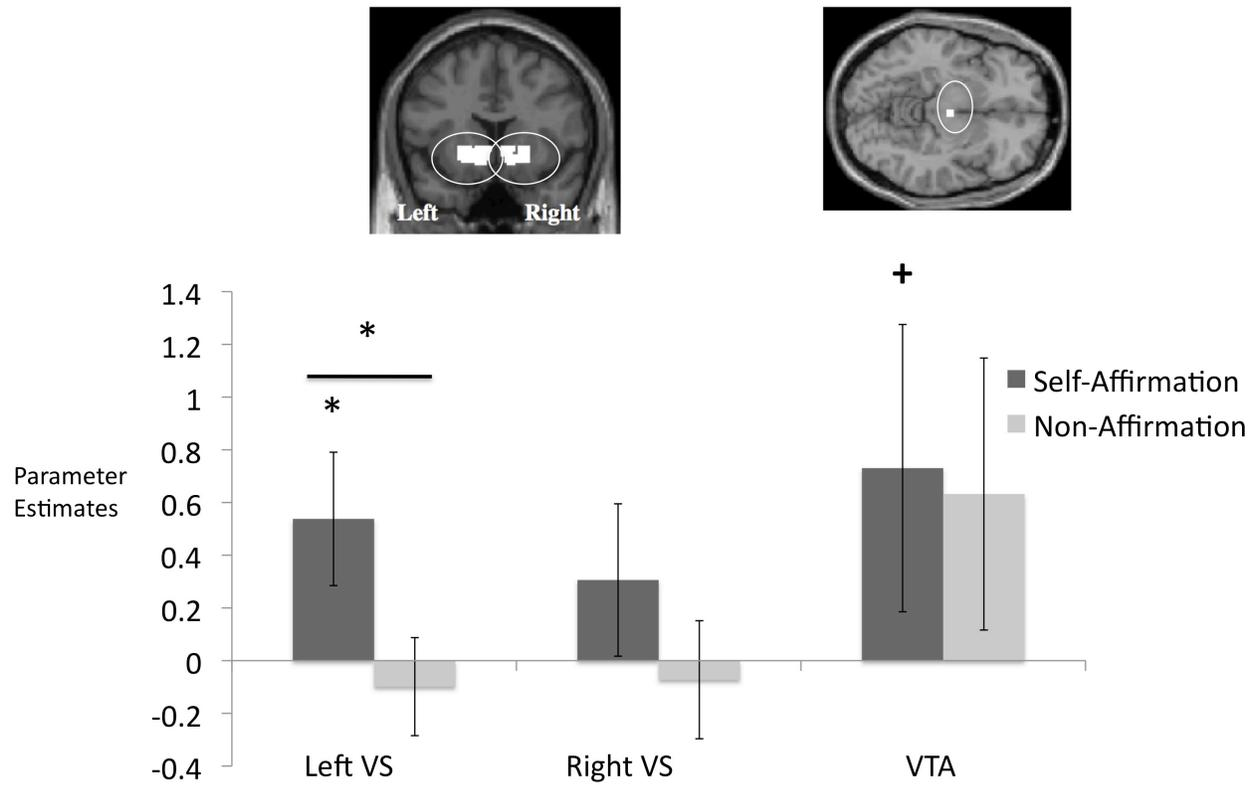 Left Right
+
1.4
*
1.2
*
1
0.8
0.6
0.4
0.2
0
-0.2
-0.4
Parameter
Estimates
Self-Affirmation
Non-Affirmation
Left VS Right VS VTA